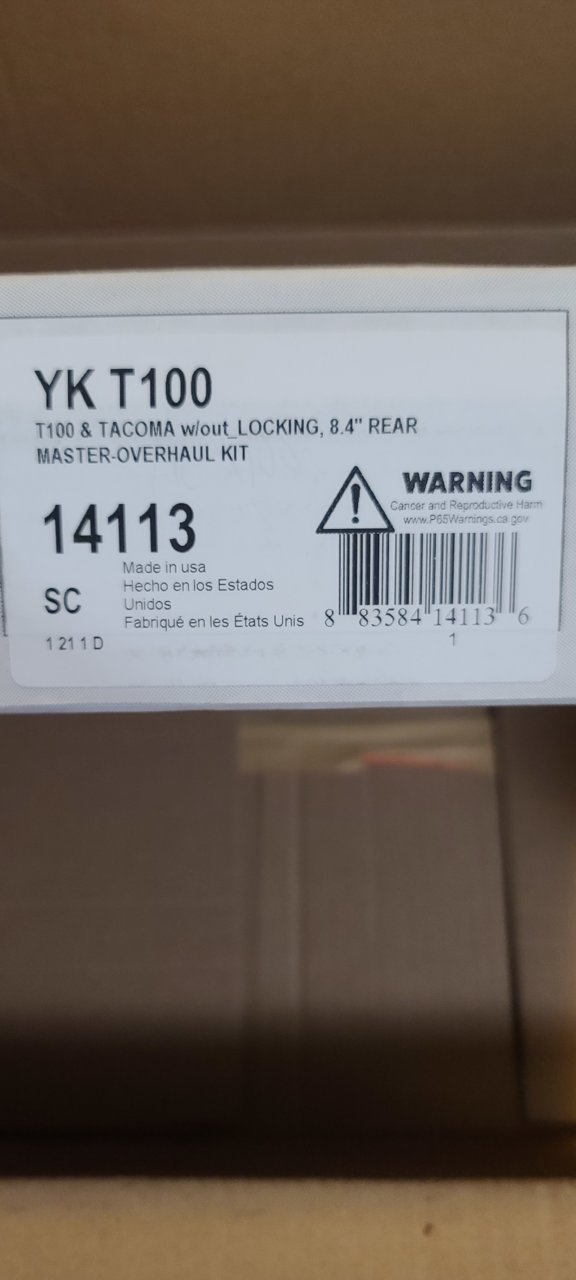 YK T100
T100 & TACOMA w/out_LOCKING, 8.4" REAR
MASTER-OVERHAUL KIT
WARNING
Cancer and Reproductive Harm
www.P65Warnings.ca.gov
14113
Made in usa
Hecho en los Estados
Unidos
Fabriqué en les États Unis
SC
1 21 1 D
8 83584 14113 6
1